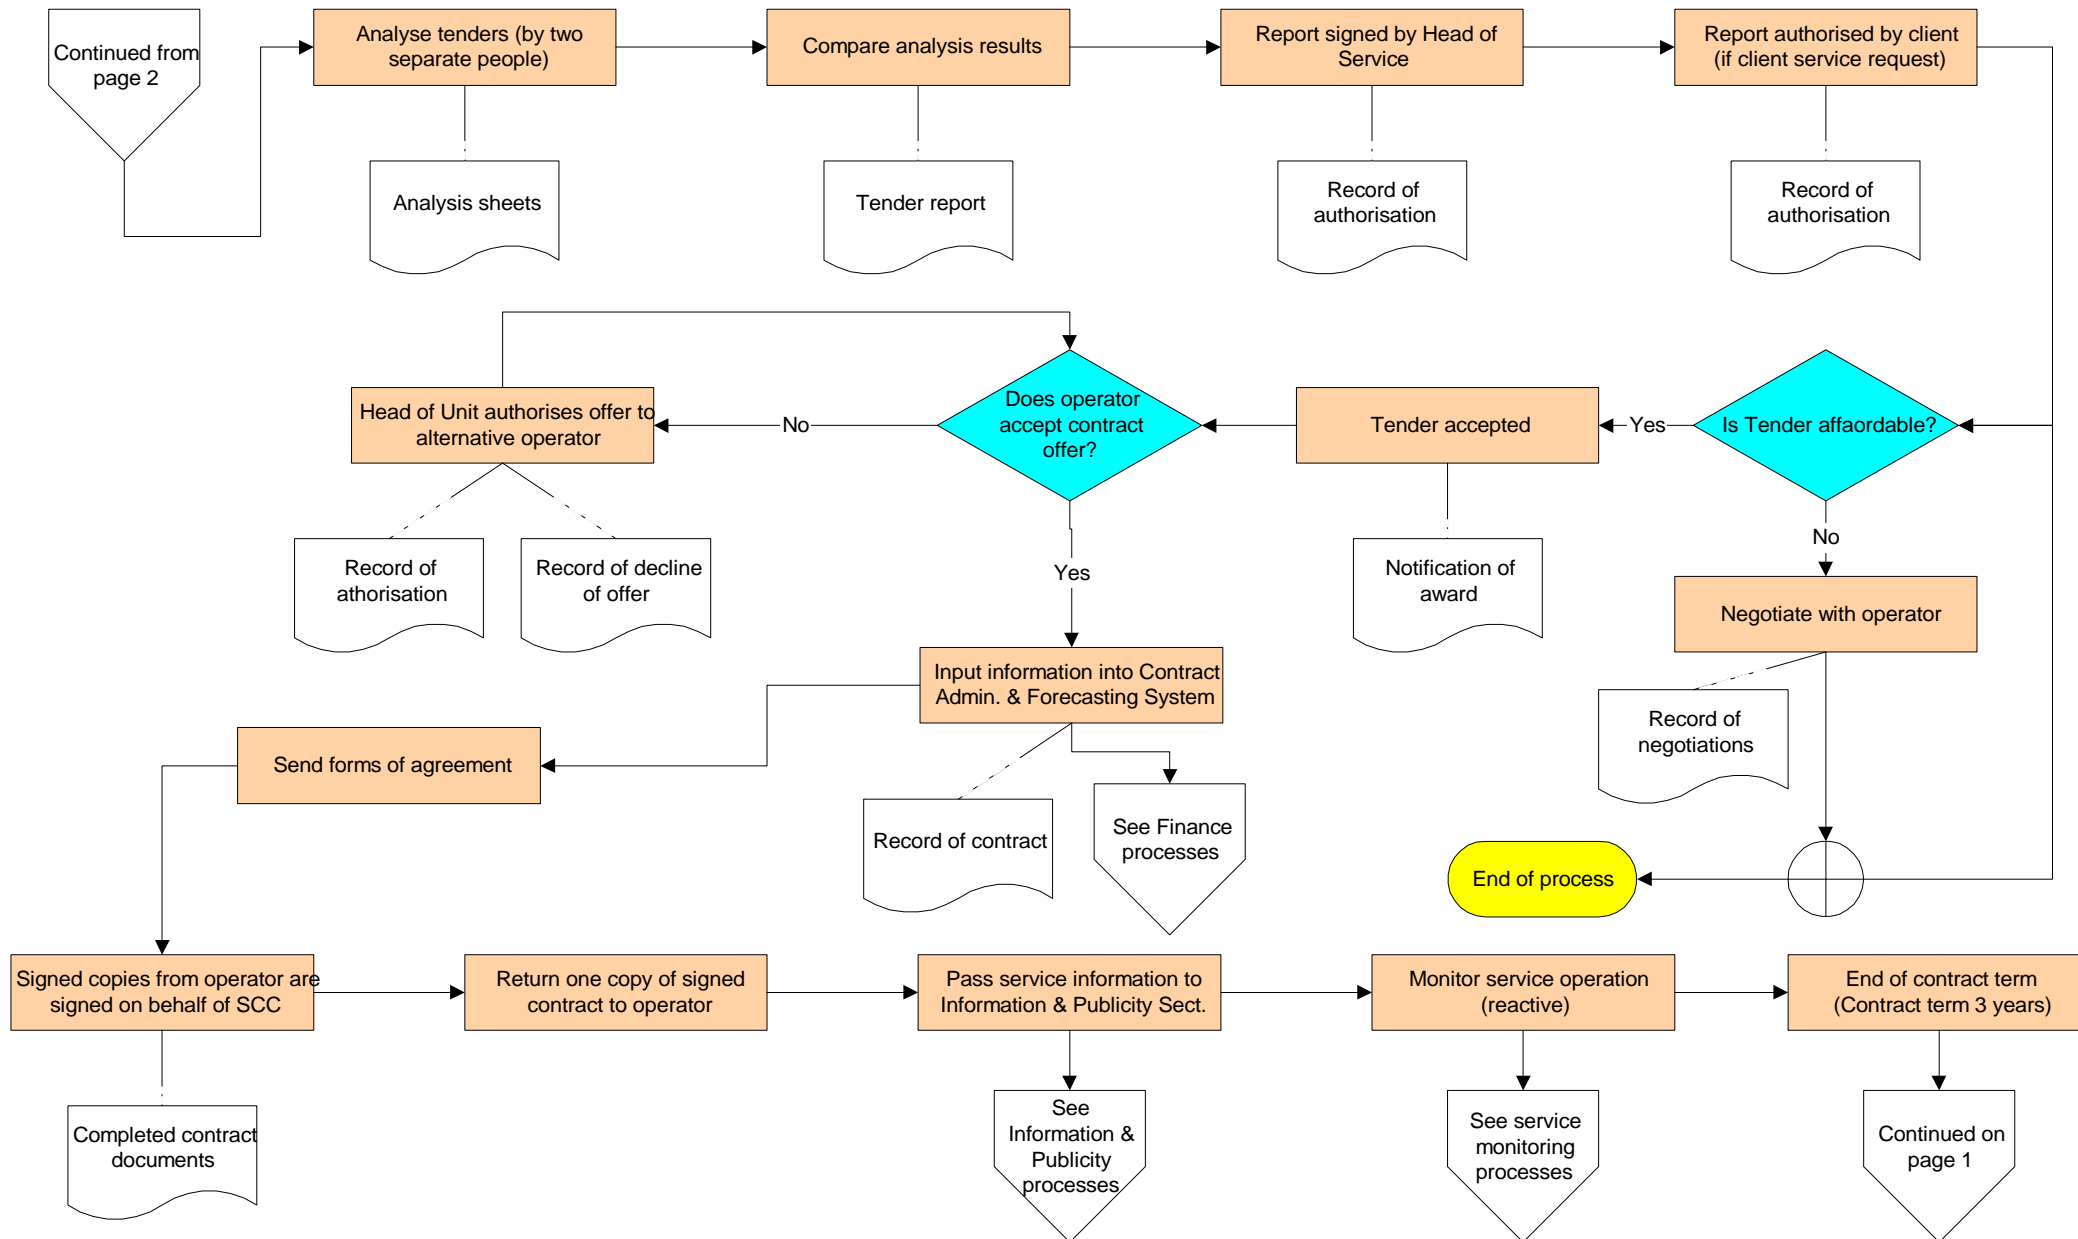 Continued from
page 2
Analyse tenders (by two
separate people)
Compare analysis results
Report signed by Head of
Service
Report authorised by client
(if client service request)
Analysis sheets
Tender report
Record of
authorisation
Record of
authorisation
Head of Unit authorises offer to
alternative operator
No
Does operator
accept contract
offer?
Tender accepted
Yes
Is Tender affaordable?
Record of
athorisation
Record of decline
of offer
Yes
Notification of
award
No
Negotiate with operator
Input information into Contract
Admin. & Forecasting System
Record of
negotiations
Send forms of agreement
Record of contract
See Finance
processes
End of process
Signed copies from operator are
signed on behalf of SCC
Return one copy of signed
contract to operator
Pass service information to
Information & Publicity Sect.
Monitor service operation
(reactive)
End of contract term
(Contract term 3 years)
Completed contract
documents
See
Information &
Publicity
processes
See service
monitoring
processes
Continued on
page 1